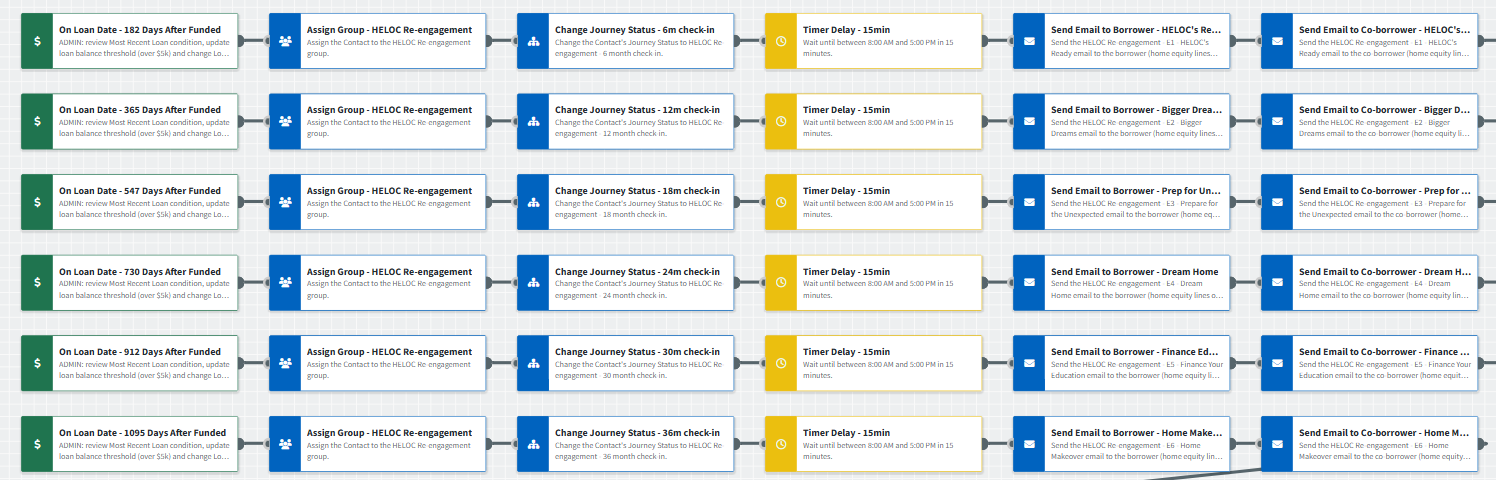 On Loan Date - 182 Days After Funded
ADMIN: review Most Recent Loan condition, update
loan balance threshold (over $5k) and change Lo...
Assign Group - HELOC Re-engagement
Assign the Contact to the HELOC Re-engagement
group.
Change Journey Status - 6m check-in
Change the Contact's Journey Status to HELOC Re-
engagement - 6 month check in.
Timer Delay - 15min
Wait until between 8:00 AM and 5:00 PM in 15
minutes.
Send Email to Borrower - HELOC's Re...
Send the HELOC Re-engagement - E1 - HELOC's
Ready email to the borrower (home equity lines...
Send Email to Co-borrower - HELOC's...
Send the HELOC Re-engagement - E1 - HELOC's
Ready email to the co-borrower (home equity lin...
On Loan Date - 365 Days After Funded
ADMIN: review Most Recent Loan condition, update
loan balance threshold (over $5k) and change Lo...
Assign Group - HELOC Re-engagement
Assign the Contact to the HELOC Re-engagement
group.
Change Journey Status - 12m check-in
Change the Contact's Journey Status to HELOC Re-
engagement - 12 month check in.
Timer Delay - 15min
Wait until between 8:00 AM and 5:00 PM in 15
minutes.
Send Email to Borrower - Bigger Drea...
Send the HELOC Re-engagement - E2 - Bigger
Dreams email to the borrower (home equity lines...
Send Email to Co-borrower - Bigger D...
Send the HELOC Re-engagement - E2 - Bigger
Dreams email to the co-borrower (home equity li...
On Loan Date - 547 Days After Funded
ADMIN: review Most Recent Loan condition, update
loan balance threshold (over $5k) and change Lo...
Assign Group - HELOC Re-engagement
Assign the Contact to the HELOC Re-engagement
group.
Change Journey Status - 18m check-in
Change the Contact's Journey Status to HELOC Re-
engagement - 18 month check in.
Timer Delay - 15min
Wait until between 8:00 AM and 5:00 PM in 15
minutes.
Send Email to Borrower - Prep for Un...
Send the HELOC Re-engagement - E3 - Prepare for
the Unexpected email to the borrower (home eq...
Send Email to Co-borrower - Prep for ...
Send the HELOC Re-engagement - E3 - Prepare for
the Unexpected email to the co-borrower (home...
On Loan Date - 730 Days After Funded
ADMIN: review Most Recent Loan condition, update
loan balance threshold (over $5k) and change Lo...
Assign Group - HELOC Re-engagement
Assign the Contact to the HELOC Re-engagement
group.
Change Journey Status - 24m check-in
Change the Contact's Journey Status to HELOC Re-
engagement - 24 month check in.
Timer Delay - 15min
Wait until between 8:00 AM and 5:00 PM in 15
minutes.
Send Email to Borrower - Dream Home
Send the HELOC Re-engagement - E4 - Dream
Home email to the borrower (home equity lines o...
Send Email to Co-borrower - Dream H...
Send the HELOC Re-engagement - E4 - Dream
Home email to the co-borrower (home equity lin...
On Loan Date - 912 Days After Funded
ADMIN: review Most Recent Loan condition, update
loan balance threshold (over $5k) and change Lo...
Assign Group - HELOC Re-engagement
Assign the Contact to the HELOC Re-engagement
group.
Change Journey Status - 30m check-in
Change the Contact's Journey Status to HELOC Re-
engagement - 30 month check in.
Timer Delay - 15min
Wait until between 8:00 AM and 5:00 PM in 15
minutes.
Send Email to Borrower - Finance Ed...
Send the HELOC Re-engagement - E5 - Finance Your
Education email to the borrower (home equity li...
Send Email to Co-borrower - Finance ...
Send the HELOC Re-engagement - E5 - Finance Your
Education email to the co-borrower (home equit...
On Loan Date - 1095 Days After Funded
ADMIN: review Most Recent Loan condition, update
loan balance threshold (over $5k) and change Lo...
Assign Group - HELOC Re-engagement
Assign the Contact to the HELOC Re-engagement
group.
Change Journey Status - 36m check-in
Change the Contact's Journey Status to HELOC Re-
engagement - 36 month check in.
Timer Delay - 15min
Wait until between 8:00 AM and 5:00 PM in 15
minutes.
Send Email to Borrower - Home Make...
Send the HELOC Re-engagement - E6 - Home
Makeover email to the borrower (home equity lin...
Send Email to Co-borrower - Home M...
Send the HELOC Re-engagement - E6 - Home
Makeover email to the co-borrower (home equity...